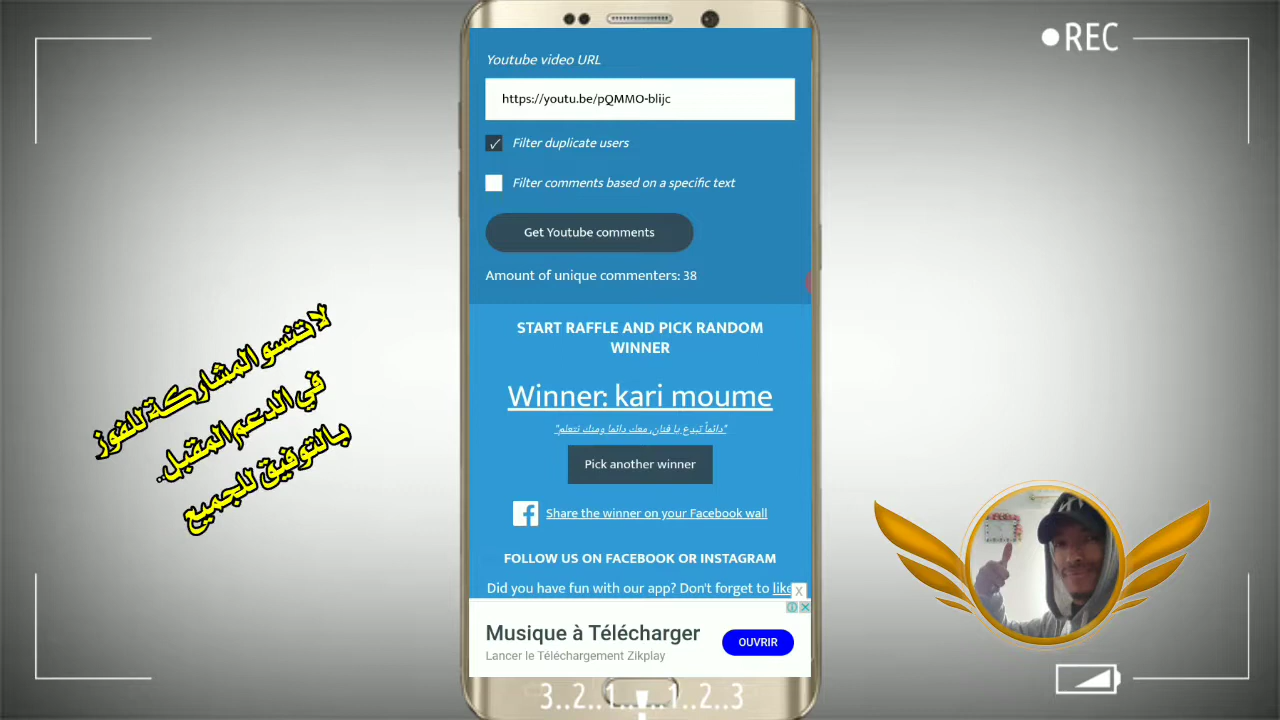 REC
Youtube video URL
https://youtu.be/pQMMO-blijc
Filter duplicate users
Filter comments based on a specific text
Get Youtube comments
Amount of unique commenters: 38
START RAFFLE AND PICK RANDOM
WINNER
Winner: kari moume
"دائماً تبدع يا فنان، معك دائما ومنك نتعلم"
Pick another winner
Share the winner on your Facebook wall
FOLLOW US ON FACEBOOK OR INSTAGRAM
Did you have fun with our app? Don't forget to like
X
Musique à Télécharger
Lancer le Téléchargement Zikplay
OUVRIR
لا تنسو المشاركة للفوز
في الدعم المقبل..
بالتوفيق للجميع
3..2..1........1..2..3